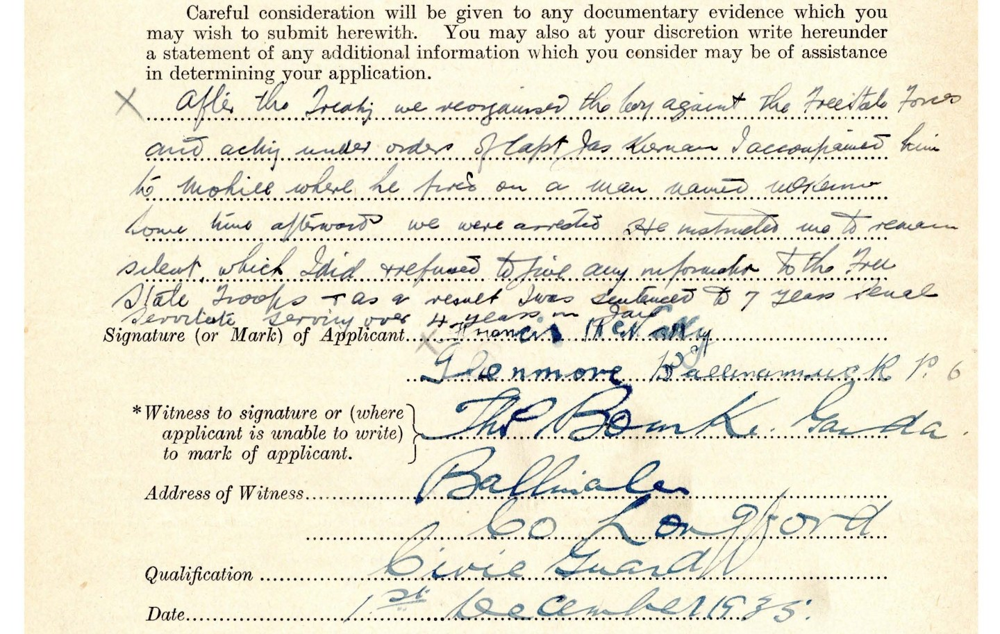 Careful consideration will be given to any documentary evidence which you
may wish to submit herewith. You may also at your discretion write hereunder
a statement of any additional information which you consider may be of assistance
in determining your application.
X After the Treaty we reorganised the Coy against the Freestate Forces
and acting under orders of Capt Jas Kiernan I accompanied him
to Mohill where he fired on a man named McKenna
some time afterwards we were arrested He instructed me to remain
silent, which I did + refused to give any information to the Free
State Troops + as a result I was sentenced to 7 years Penal
Servitude serving over 4 years in Jail
Signature (or Mark) of Applicant X Francis McNally
Glenmore Ballinamuck P. O
*Witness to signature or (where
applicant is unable to write)
to mark of applicant.
Thos Bourke. Garda.
Address of Witness Ballinalee
Co Longford
Qualification Civic Guard
Date 1st December 1935.